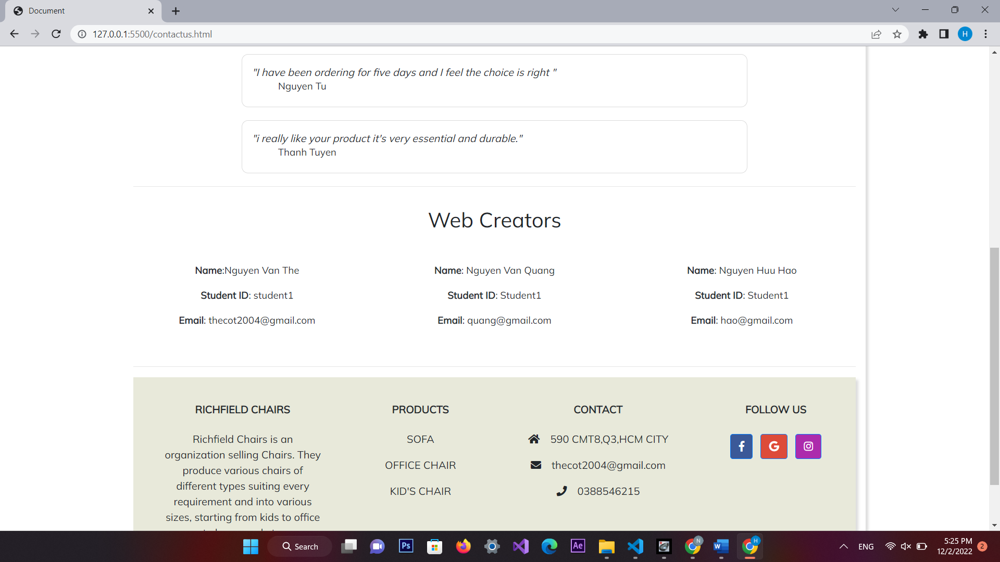 Document
127.0.0.1:5500/contactus.html
H
"I have been ordering for five days and I feel the choice is right "
Nguyen Tu
"i really like your product it's very essential and durable."
Thanh Tuyen
Web Creators
Name:Nguyen Van The
Student ID: student1
Email: thecot2004@gmail.com
Name: Nguyen Van Quang
Student ID: Student1
Email: quang@gmail.com
Name: Nguyen Huu Hao
Student ID: Student1
Email: hao@gmail.com
RICHFIELD CHAIRS
Richfield Chairs is an
organization selling Chairs. They
produce various chairs of
different types suiting every
requirement and into various
sizes, starting from kids to office
PRODUCTS
SOFA
OFFICE CHAIR
KID'S CHAIR
CONTACT
590 CMT8,Q3,HCM CITY
thecot2004@gmail.com
0388546215
FOLLOW US
Search
Ps
Ae
N
W
H
ENG
5:25 PM
12/2/2022
2